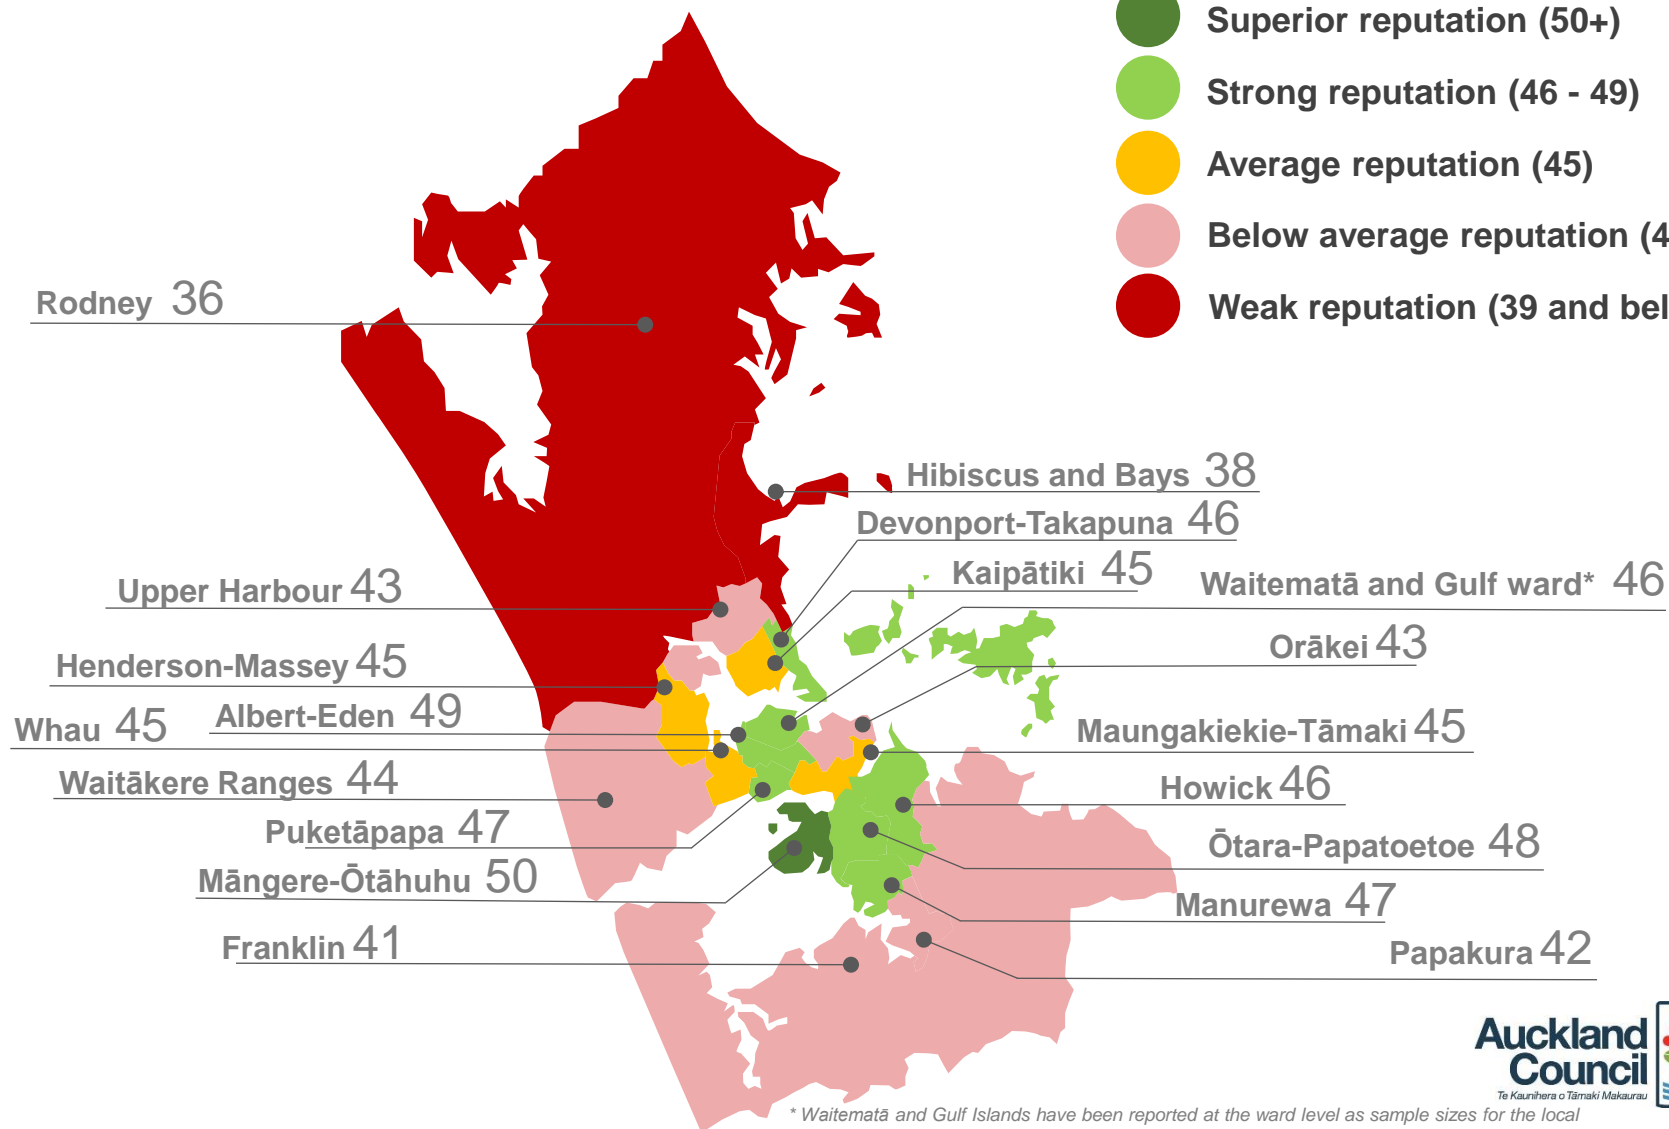 Superior reputation (50+)
Strong reputation (46 - 49)
Average reputation (45)
Below average reputation (4
Weak reputation (39 and bel
Rodney 36
Hibiscus and Bays 38
Devonport-Takapuna 46
Kaipātiki 45
Waitematā and Gulf ward* 46
Upper Harbour 43
Orākei 43
Henderson-Massey 45
Albert-Eden 49
Whau 45
Maungakiekie-Tāmaki 45
Waitākere Ranges 44
Howick 46
Puketāpapa 47
Ōtara-Papatoetoe 48
Māngere-Ōtāhuhu 50
Manurewa 47
Franklin 41
Papakura 42
Auckland
Council
Te Kaunihera o Tāmaki Makaurau
* Waitematā and Gulf Islands have been reported at the ward level as sample sizes for the local